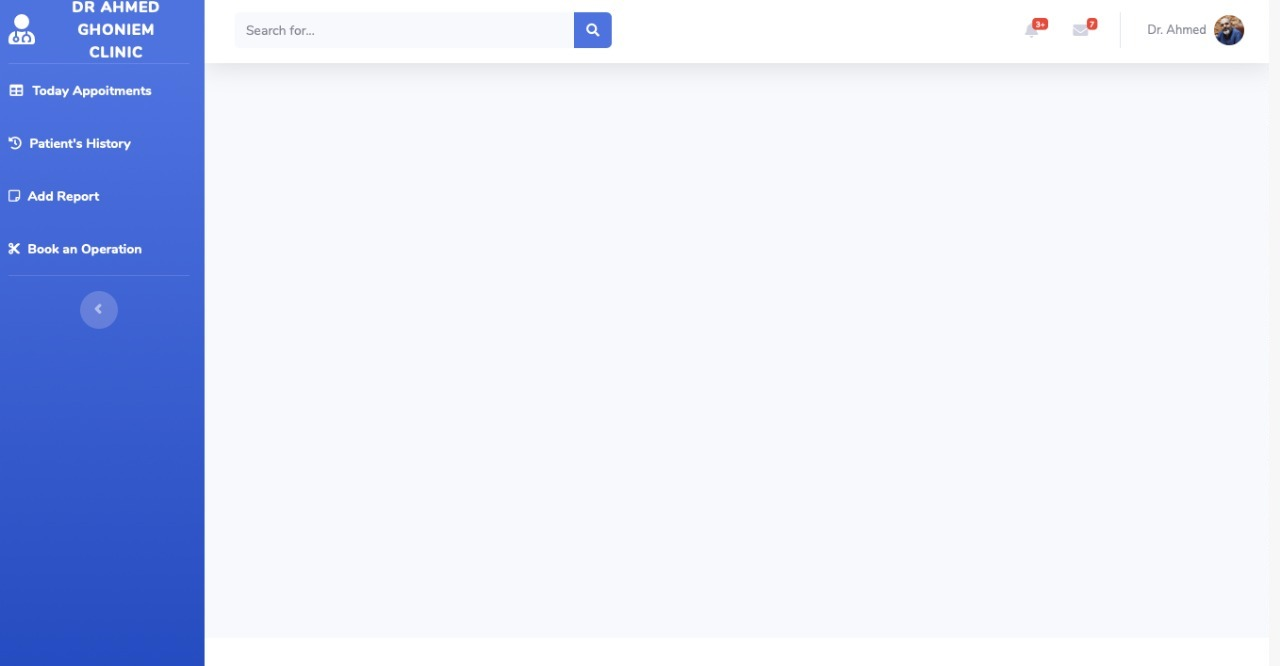 DR AHMED
GHONIEM
CLINIC
Search for...
3+
7
Dr. Ahmed
Today Appoitments
Patient's History
Add Report
Book an Operation